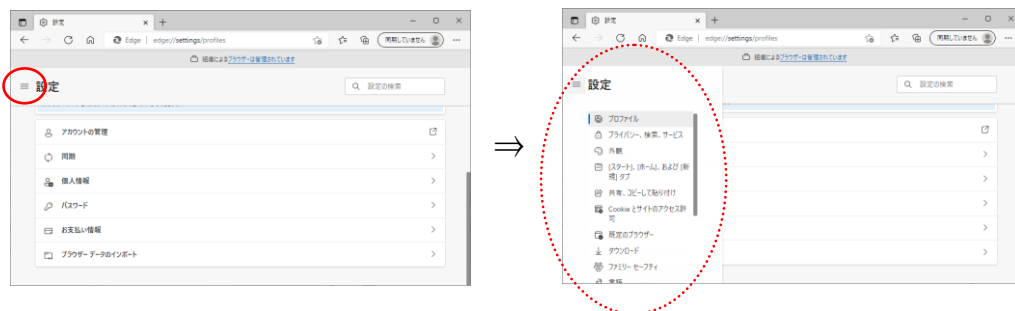 設定
Edge | edge://settings/profiles
同期していません
組織によるブラウザーは管理されています
設定
設定の検索
アカウントの管理
同期
個人情報
パスワード
お支払い情報
ブラウザー データのインポート
⇒
設定
Edge | edge://settings/profiles
同期していません
組織によるブラウザーは管理されています
設定
設定の検索
プロファイル
プライバシー、検索、サービス
外観
[スタート]、[ホーム]、および [新
規] タブ
共有、コピーして貼り付け
Cookie とサイトのアクセス許
可
既定のブラウザー
ダウンロード
ファミリー セーフティ
言語